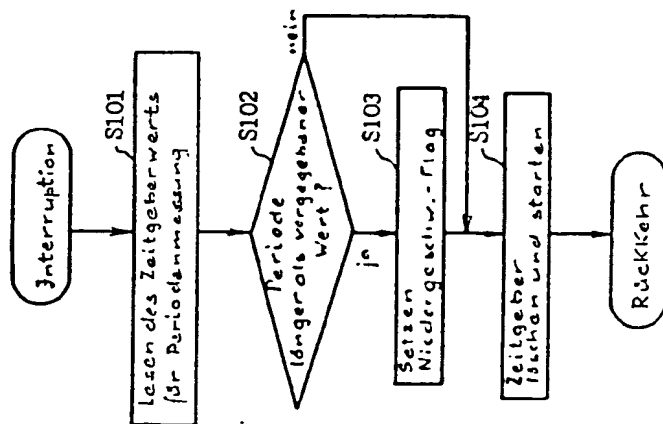 Interruption
S101
Lesen des Zeitgeberwerts
für Periodenmessung
S102
Periode
länger als vorgegebener
Wert?
nein
ja
S103
Setzen
Niedergeschw.-Flag
S104
Zeitgeber
löschen und starten
Rückkehr